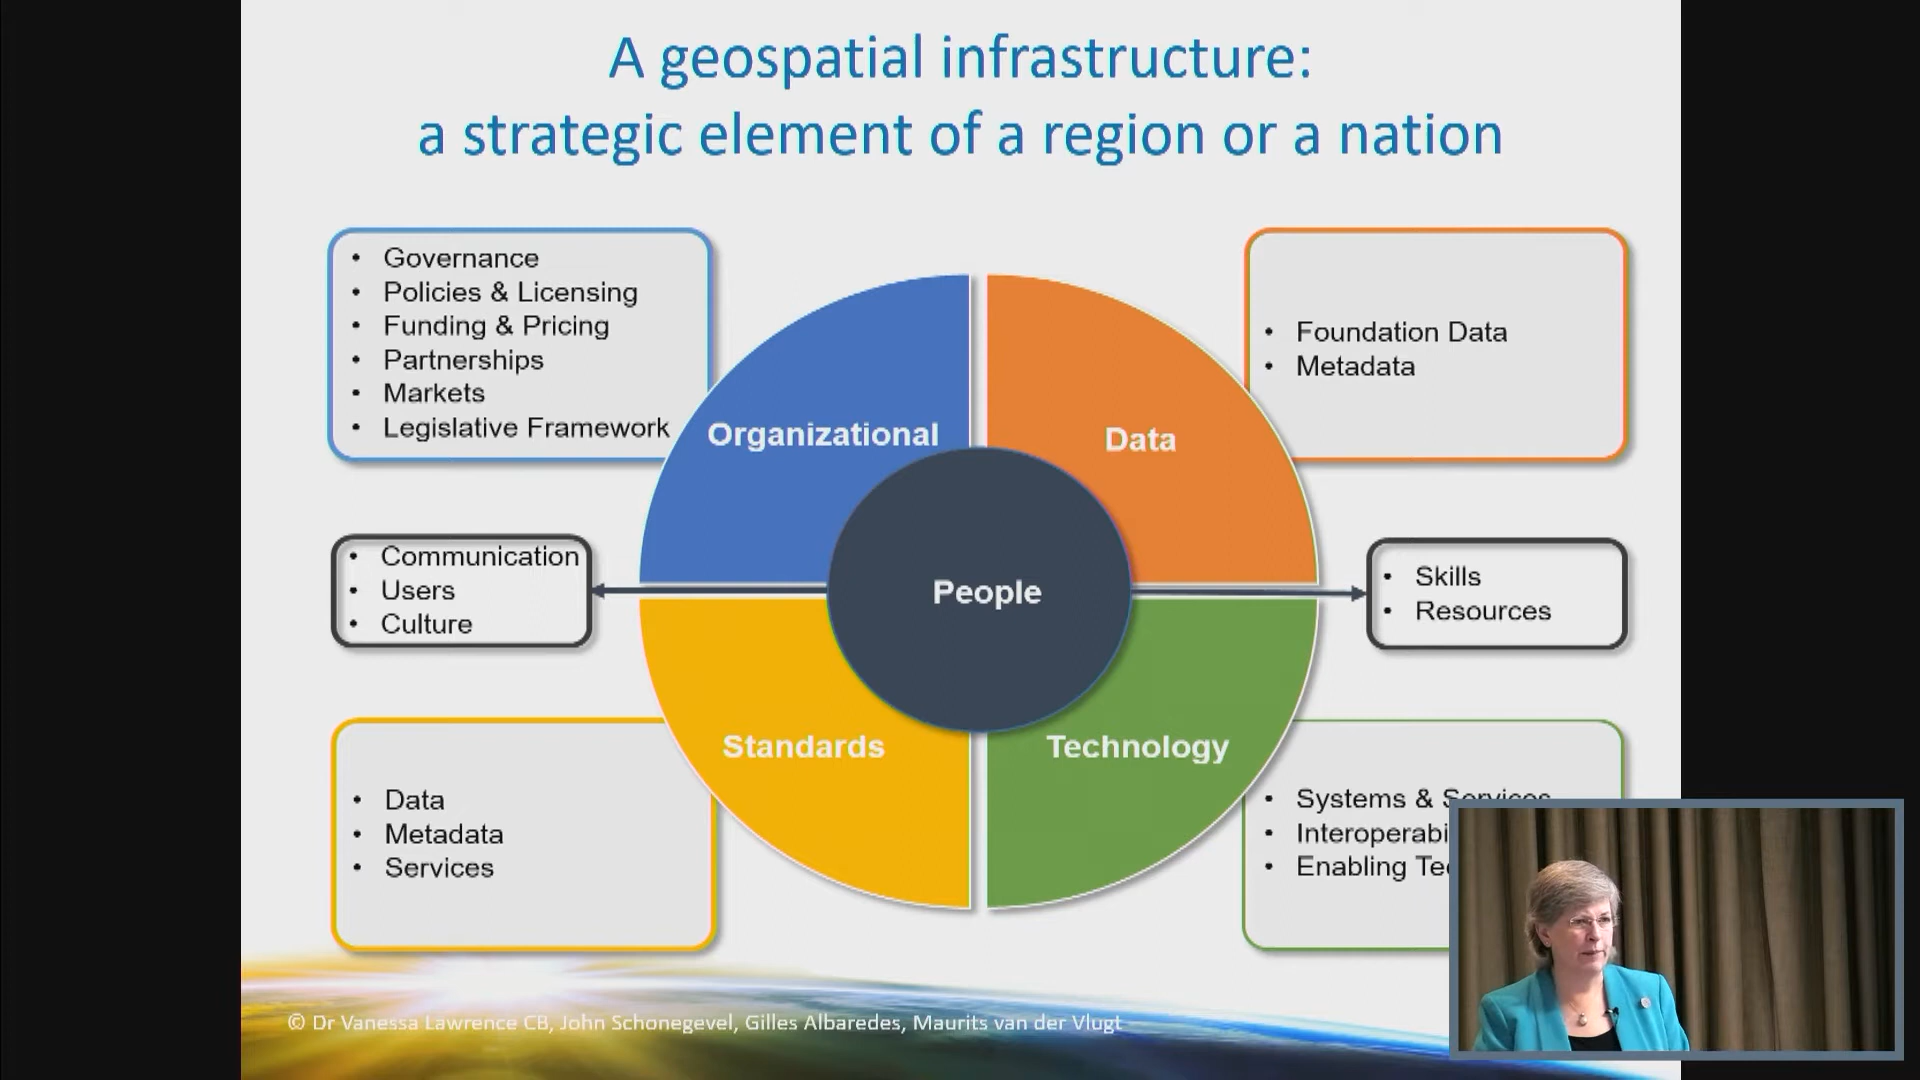 A geospatial infrastructure:
a strategic element of a region or a nation
• Governance
• Policies & Licensing
• Funding & Pricing
• Partnerships
• Markets
• Legislative Framework
• Foundation Data
• Metadata
Organizational
Data
• Communication
• Users
• Culture
People
• Skills
• Resources
Standards
Technology
• Data
• Metadata
• Services
• Systems & Services
• 
• Enabling
© Dr Vanessa Lawrence CB, John Schonegevel, Gilles Albaredes, Maurits van der Vlugt